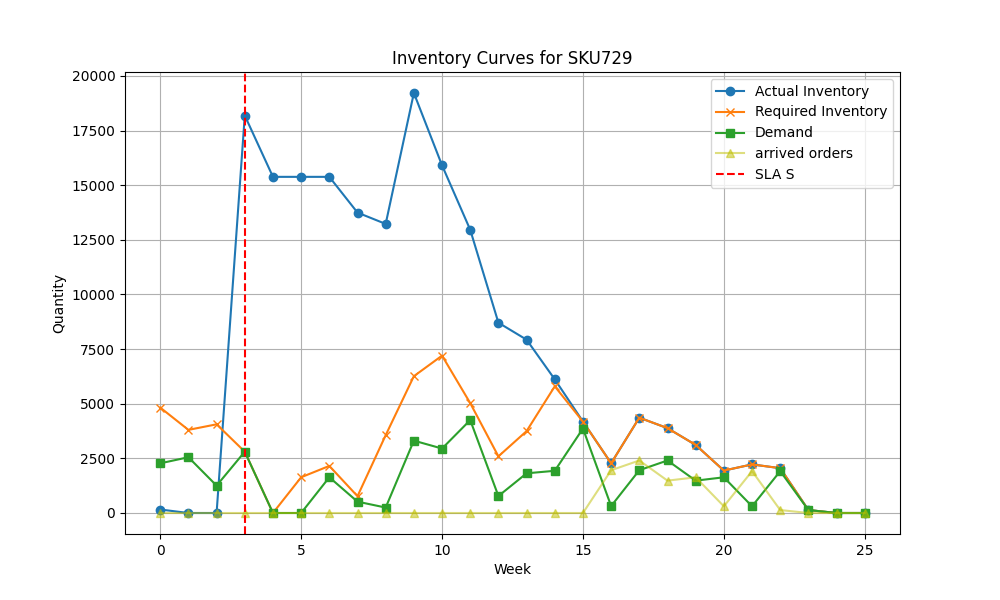 Inventory Curves for SKU729
20000
17500
15000
12500
10000
7500
5000
2500
0
Quantity
Actual Inventory
Required Inventory
Demand
arrived orders
SLA S
0 5 10 15 20 25
Week